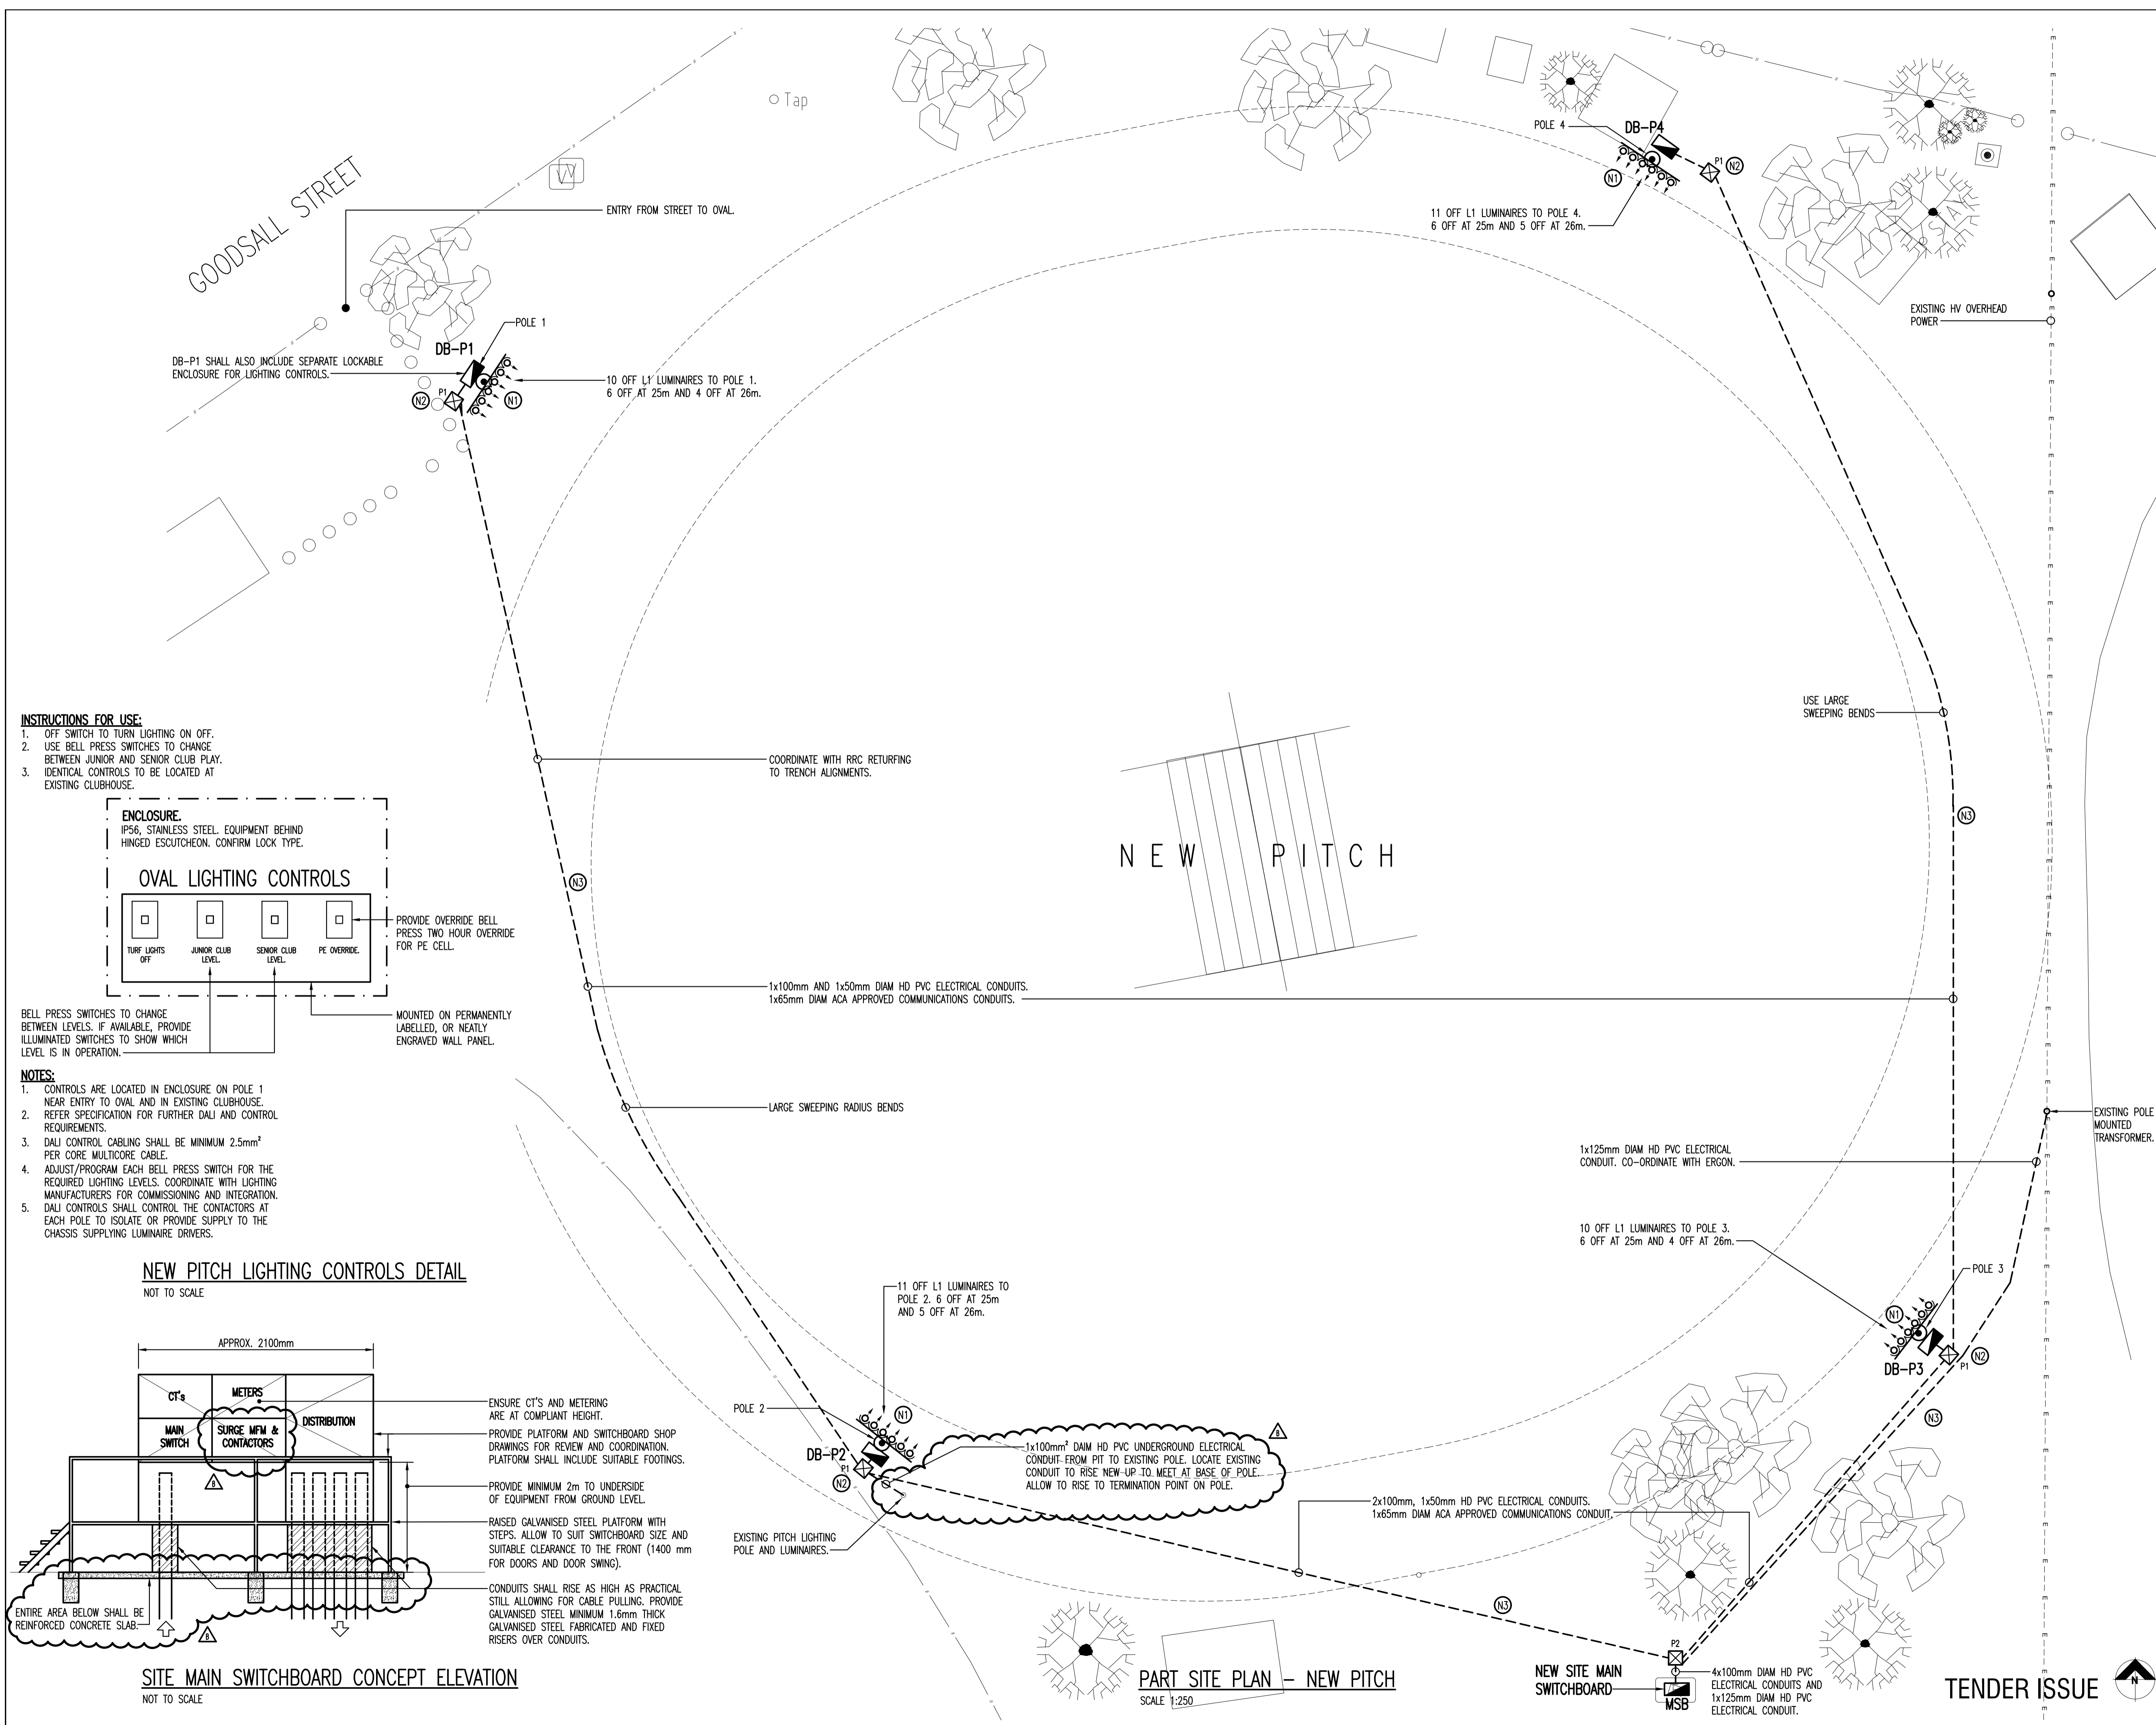 Tap
GOODSALL STREET
W
ENTRY FROM STREET TO OVAL.
POLE 4
DB-P4
P1
N2
N1
11 OFF L1 LUMINAIRES TO POLE 4.
6 OFF AT 25m AND 5 OFF AT 26m.
EXISTING HV OVERHEAD
POWER
POLE 1
DB-P1
DB-P1 SHALL ALSO INCLUDE SEPARATE LOCKABLE
ENCLOSURE FOR LIGHTING CONTROLS.
P1
N2
N1
10 OFF L1 LUMINAIRES TO POLE 1.
6 OFF AT 25m AND 4 OFF AT 26m.
USE LARGE
SWEEPING BENDS
N3
COORDINATE WITH RRC RETURFING
TO TRENCH ALIGNMENTS.
NEW PITCH
N3
1x100mm AND 1x50mm DIAM HD PVC ELECTRICAL CONDUITS.
1x65mm DIAM ACA APPROVED COMMUNICATIONS CONDUITS.
LARGE SWEEPING RADIUS BENDS
INSTRUCTIONS FOR USE:
1. OFF SWITCH TO TURN LIGHTING ON OFF.
2. USE BELL PRESS SWITCHES TO CHANGE
BETWEEN JUNIOR AND SENIOR CLUB PLAY.
3. IDENTICAL CONTROLS TO BE LOCATED AT
EXISTING CLUBHOUSE.
ENCLOSURE.
IP56, STAINLESS STEEL. EQUIPMENT BEHIND
HINGED ESCUTCHEON. CONFIRM LOCK TYPE.
OVAL LIGHTING CONTROLS
TURF LIGHTS
OFF
JUNIOR CLUB
LEVEL.
SENIOR CLUB
LEVEL.
PE OVERRIDE.
PROVIDE OVERRIDE BELL
PRESS TWO HOUR OVERRIDE
FOR PE CELL.
BELL PRESS SWITCHES TO CHANGE
BETWEEN LEVELS. IF AVAILABLE, PROVIDE
ILLUMINATED SWITCHES TO SHOW WHICH
LEVEL IS IN OPERATION.
MOUNTED ON PERMANENTLY
LABELLED, OR NEATLY
ENGRAVED WALL PANEL.
NOTES:
1. CONTROLS ARE LOCATED IN ENCLOSURE ON POLE 1
NEAR ENTRY TO OVAL AND IN EXISTING CLUBHOUSE.
2. REFER SPECIFICATION FOR FURTHER DALI AND CONTROL
REQUIREMENTS.
3. DALI CONTROL CABLING SHALL BE MINIMUM 2.5mm²
PER CORE MULTICORE CABLE.
4. ADJUST/PROGRAM EACH BELL PRESS SWITCH FOR THE
REQUIRED LIGHTING LEVELS. COORDINATE WITH LIGHTING
MANUFACTURERS FOR COMMISSIONING AND INTEGRATION.
5. DALI CONTROLS SHALL CONTROL THE CONTACTORS AT
EACH POLE TO ISOLATE OR PROVIDE SUPPLY TO THE
CHASSIS SUPPLYING LUMINAIRE DRIVERS.
NEW PITCH LIGHTING CONTROLS DETAIL
NOT TO SCALE
EXISTING POLE
MOUNTED
TRANSFORMER.
1x125mm DIAM HD PVC ELECTRICAL
CONDUIT. CO-ORDINATE WITH ERGON.
10 OFF L1 LUMINAIRES TO POLE 3.
6 OFF AT 25m AND 4 OFF AT 26m.
POLE 3
N1
DB-P3
P1
N2
N3
11 OFF L1 LUMINAIRES TO
POLE 2. 6 OFF AT 25m
AND 5 OFF AT 26m.
POLE 2
N1
DB-P2
P1
N2
1x100mm² DAIM HD PVC UNDERGROUND ELECTRICAL
CONDUIT FROM PIT TO EXISTING POLE. LOCATE EXISTING
CONDUIT TO RISE NEW UP TO MEET AT BASE OF POLE.
ALLOW TO RISE TO TERMINATION POINT ON POLE.
B
EXISTING PITCH LIGHTING
POLE AND LUMINAIRES.
2x100mm, 1x50mm HD PVC ELECTRICAL CONDUITS.
1x65mm DIAM ACA APPROVED COMMUNICATIONS CONDUIT.
N3
APPROX. 2100mm
CT's
METERS
MAIN
SWITCH
SURGE MFM &
CONTACTORS
DISTRIBUTION
B
ENSURE CT'S AND METERING
ARE AT COMPLIANT HEIGHT.
PROVIDE PLATFORM AND SWITCHBOARD SHOP
DRAWINGS FOR REVIEW AND COORDINATION.
PLATFORM SHALL INCLUDE SUITABLE FOOTINGS.
PROVIDE MINIMUM 2m TO UNDERSIDE
OF EQUIPMENT FROM GROUND LEVEL.
RAISED GALVANISED STEEL PLATFORM WITH
STEPS. ALLOW TO SUIT SWITCHBOARD SIZE AND
SUITABLE CLEARANCE TO THE FRONT (1400 mm
FOR DOORS AND DOOR SWING).
CONDUITS SHALL RISE AS HIGH AS PRACTICAL
STILL ALLOWING FOR CABLE PULLING. PROVIDE
GALVANISED STEEL MINIMUM 1.6mm THICK
GALVANISED STEEL FABRICATED AND FIXED
RISERS OVER CONDUITS.
ENTIRE AREA BELOW SHALL BE
REINFORCED CONCRETE SLAB.
B
SITE MAIN SWITCHBOARD CONCEPT ELEVATION
NOT TO SCALE
PART SITE PLAN - NEW PITCH
SCALE 1:250
P2
NEW SITE MAIN
SWITCHBOARD
MSB
4x100mm DIAM HD PVC
ELECTRICAL CONDUITS AND
1x125mm DIAM HD PVC
ELECTRICAL CONDUIT.
TENDER ISSUE
N